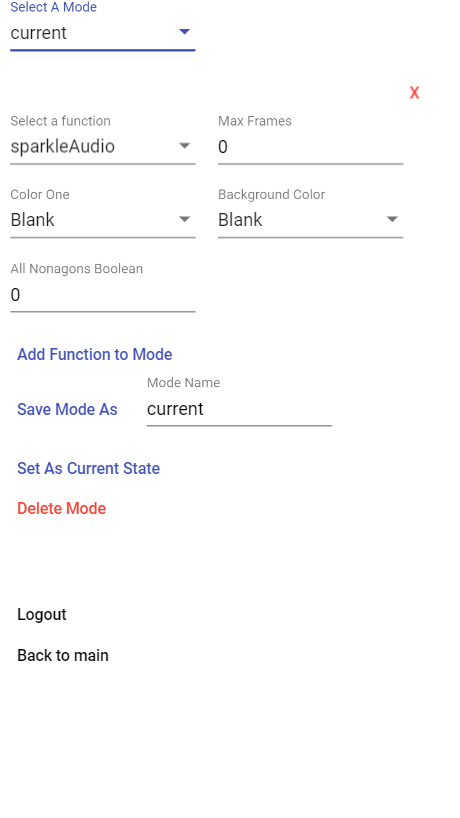 Select A Mode
current
X
Select a function Max Frames
sparkleAudio 0
Color One Background Color
Blank Blank
All Nonagons Boolean
0
Add Function to Mode
Mode Name
Save Mode As current
Set As Current State
Delete Mode
Logout
Back to main